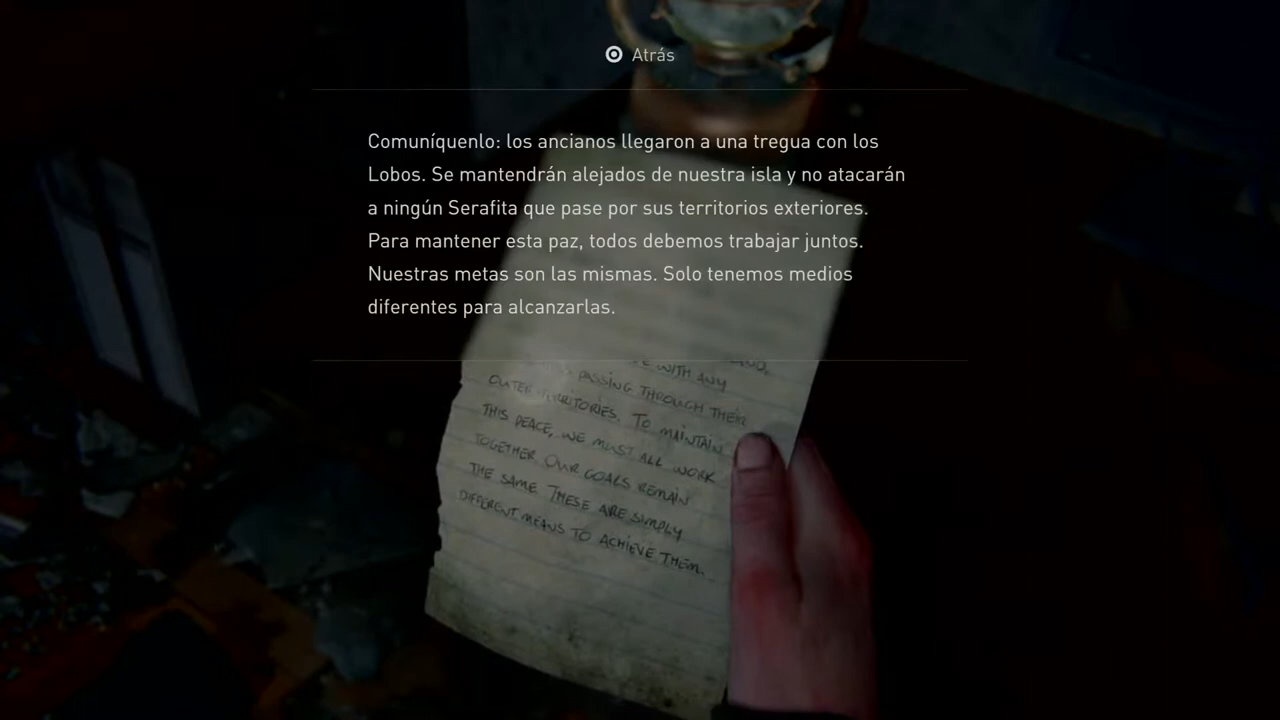 Atrás
Comuníquenlo: los ancianos llegaron a una tregua con los
Lobos. Se mantendrán alejados de nuestra isla y no atacarán
a ningún Serafita que pase por sus territorios exteriores.
Para mantener esta paz, todos debemos trabajar juntos.
Nuestras metas son las mismas. Solo tenemos medios
diferentes para alcanzarlas.
WITH ANY
PASSING THROUGH THEIR
OUTER TERRITORIES. TO MAINTAIN
THIS PEACE, WE MUST ALL WORK
TOGETHER. OUR GOALS REMAIN
THE SAME. THESE ARE SIMPLY
DIFFERENT MEANS TO ACHIEVE THEM.